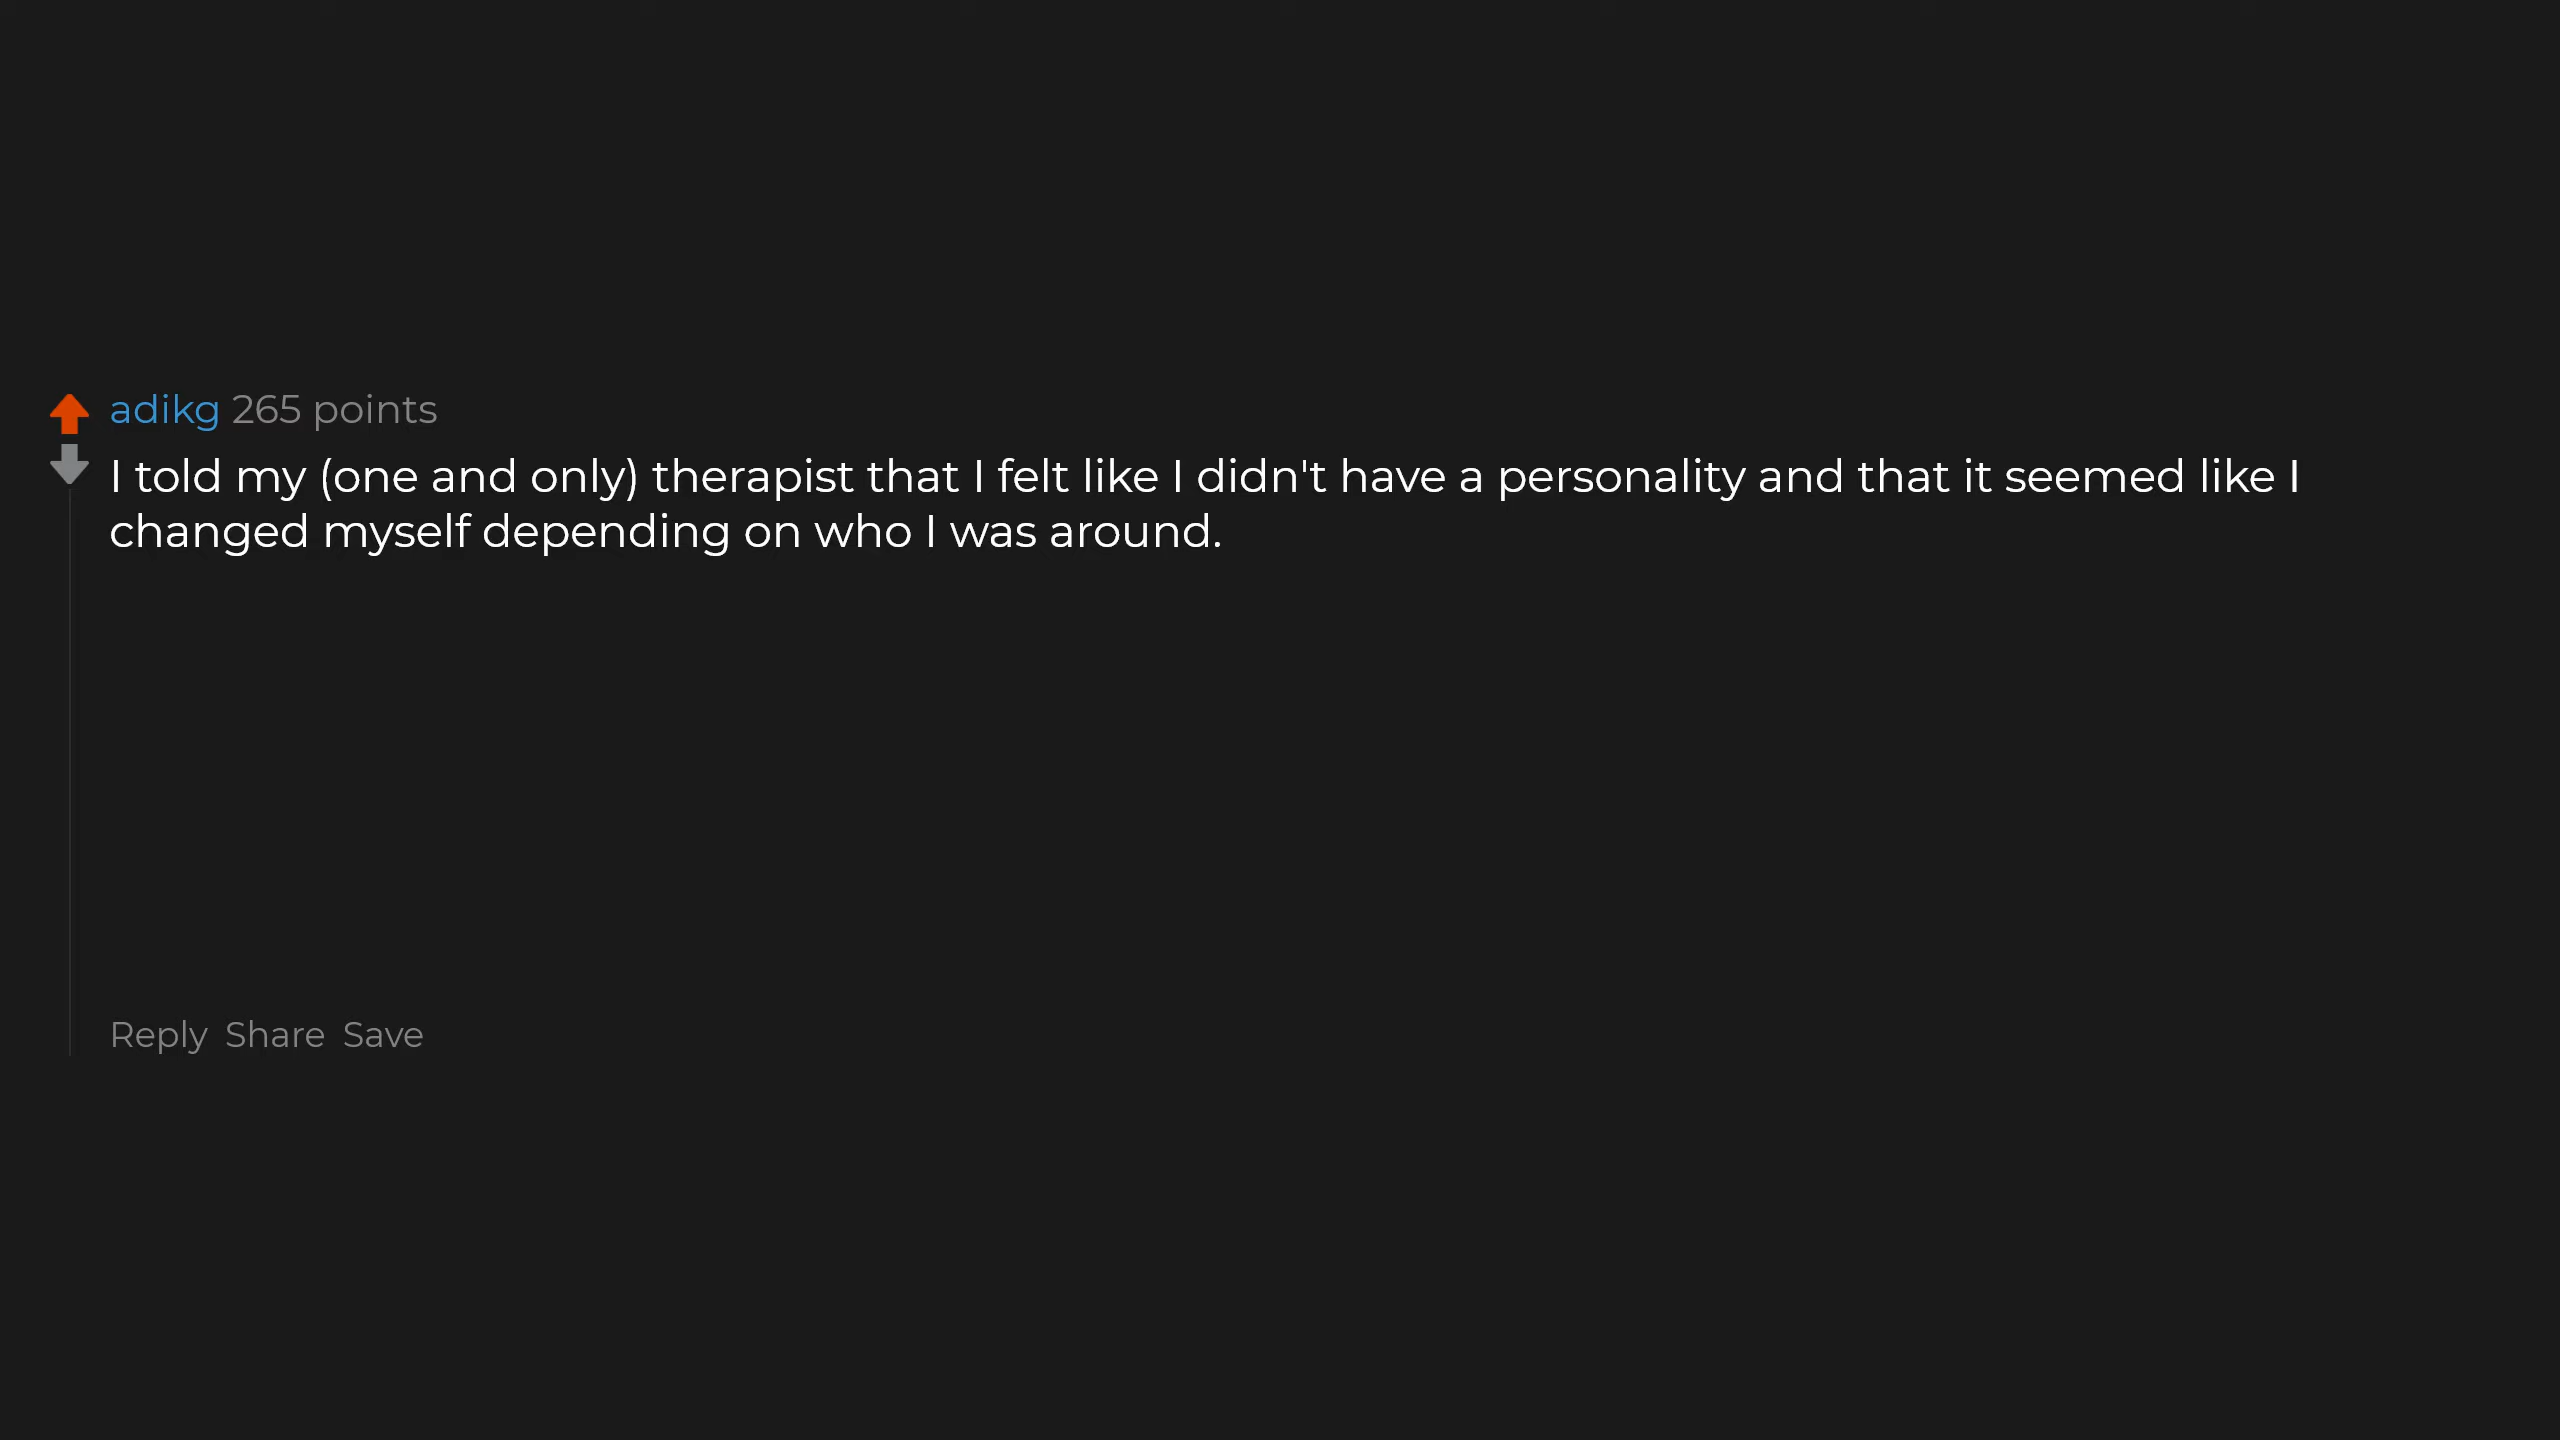 adikg 265 points
I told my (one and only) therapist that I felt like I didn't have a personality and that it seemed like I
changed myself depending on who I was around.
Reply Share Save